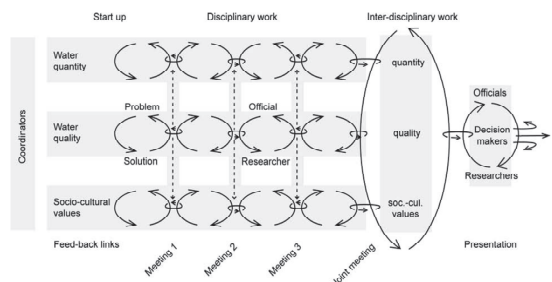 Start up
Disciplinary work
Inter-disciplinary work
Coordinators
Water
quantity
quantity
Officials
Problem
Official
Water
quality
quality
Decision
makers
Solution
Researcher
Researchers
Socio-cultural
values
soc.-cul.
values
Feed-back links
Meeting 1
Meeting 2
Meeting 3
Joint meeting
Presentation